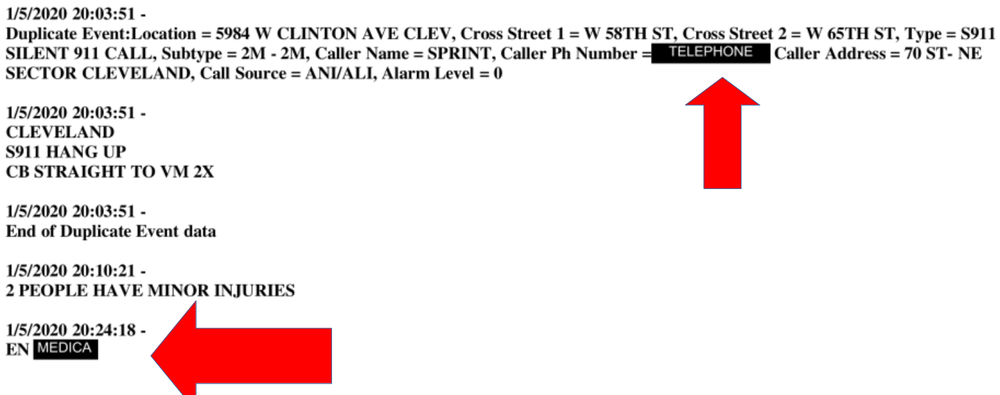 1/5/2020 20:03:51 -
Duplicate Event:Location = 5984 W CLINTON AVE CLEV, Cross Street 1 = W 58TH ST, Cross Street 2 = W 65TH ST, Type = S911
SILENT 911 CALL, Subtype = 2M - 2M, Caller Name = SPRINT, Caller Ph Number = TELEPHONE Caller Address = 70 ST- NE
SECTOR CLEVELAND, Call Source = ANI/ALI, Alarm Level = 0
1/5/2020 20:03:51 -
CLEVELAND
S911 HANG UP
CB STRAIGHT TO VM 2X
1/5/2020 20:03:51 -
End of Duplicate Event data
1/5/2020 20:10:21 -
2 PEOPLE HAVE MINOR INJURIES
1/5/2020 20:24:18 -
EN MEDICA